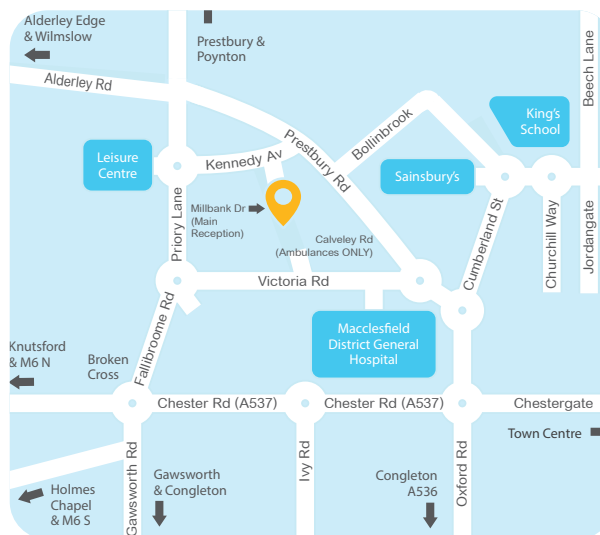 Alderley Edge
& Wilmslow
Prestbury &
Poynton
Alderley Rd
Beech Lane
King's
School
Bollinbrook
Prestbury Rd
Leisure
Centre
Kennedy Av
Sainsbury's
Millbank Dr
(Main
Reception)
Priory Lane
Calveley Rd
(Ambulances ONLY)
Cumberland St
Churchill Way
Jordangate
Victoria Rd
Fallibroome Rd
Macclesfield
District General
Hospital
Knutsford
& M6 N
Broken
Cross
Chester Rd (A537)
Chester Rd (A537)
Chestergate
Town Centre
Gawsworth Rd
Ivy Rd
Oxford Rd
Gawsworth
& Congleton
Congleton
A536
Holmes
Chapel
& M6 S